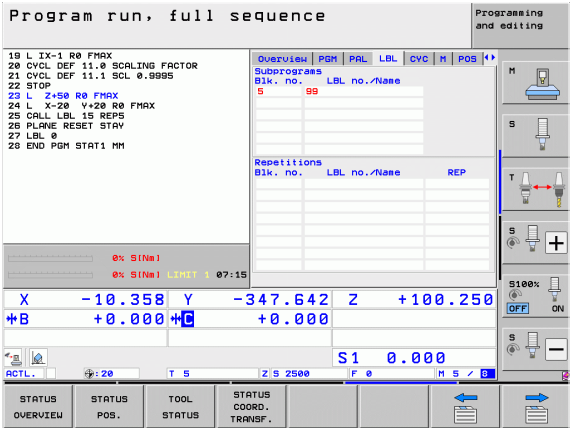 Program run, full sequence
Programming
and editing
19 L IX-1 R0 FMAX
20 CYCL DEF 11.0 SCALING FACTOR
21 CYCL DEF 11.1 SCL 0.9995
22 STOP
23 L Z+50 R0 FMAX
24 L X-20 Y+20 R0 FMAX
25 CALL LBL 15 REP5
26 PLANE RESET STAY
27 LBL 0
28 END PGM STAT1 MM
Overview PGM PAL LBL CYC M POS
Subprograms
Blk. no. LBL no./Name
5 99
Repetitions
Blk. no. LBL no./Name REP
0% S[Nm]
0% S[Nm] LIMIT 1 07:15
X -10.358 Y -347.642 Z +100.250
B +0.000 C +0.000
S1 0.000
ACTL. :20 T 5 Z S 2500 F 0 M 5 / 8
STATUS OVERVIEW
STATUS POS.
TOOL STATUS
STATUS COORD. TRANSF.
M
S
T
S
S100%
OFF ON
S